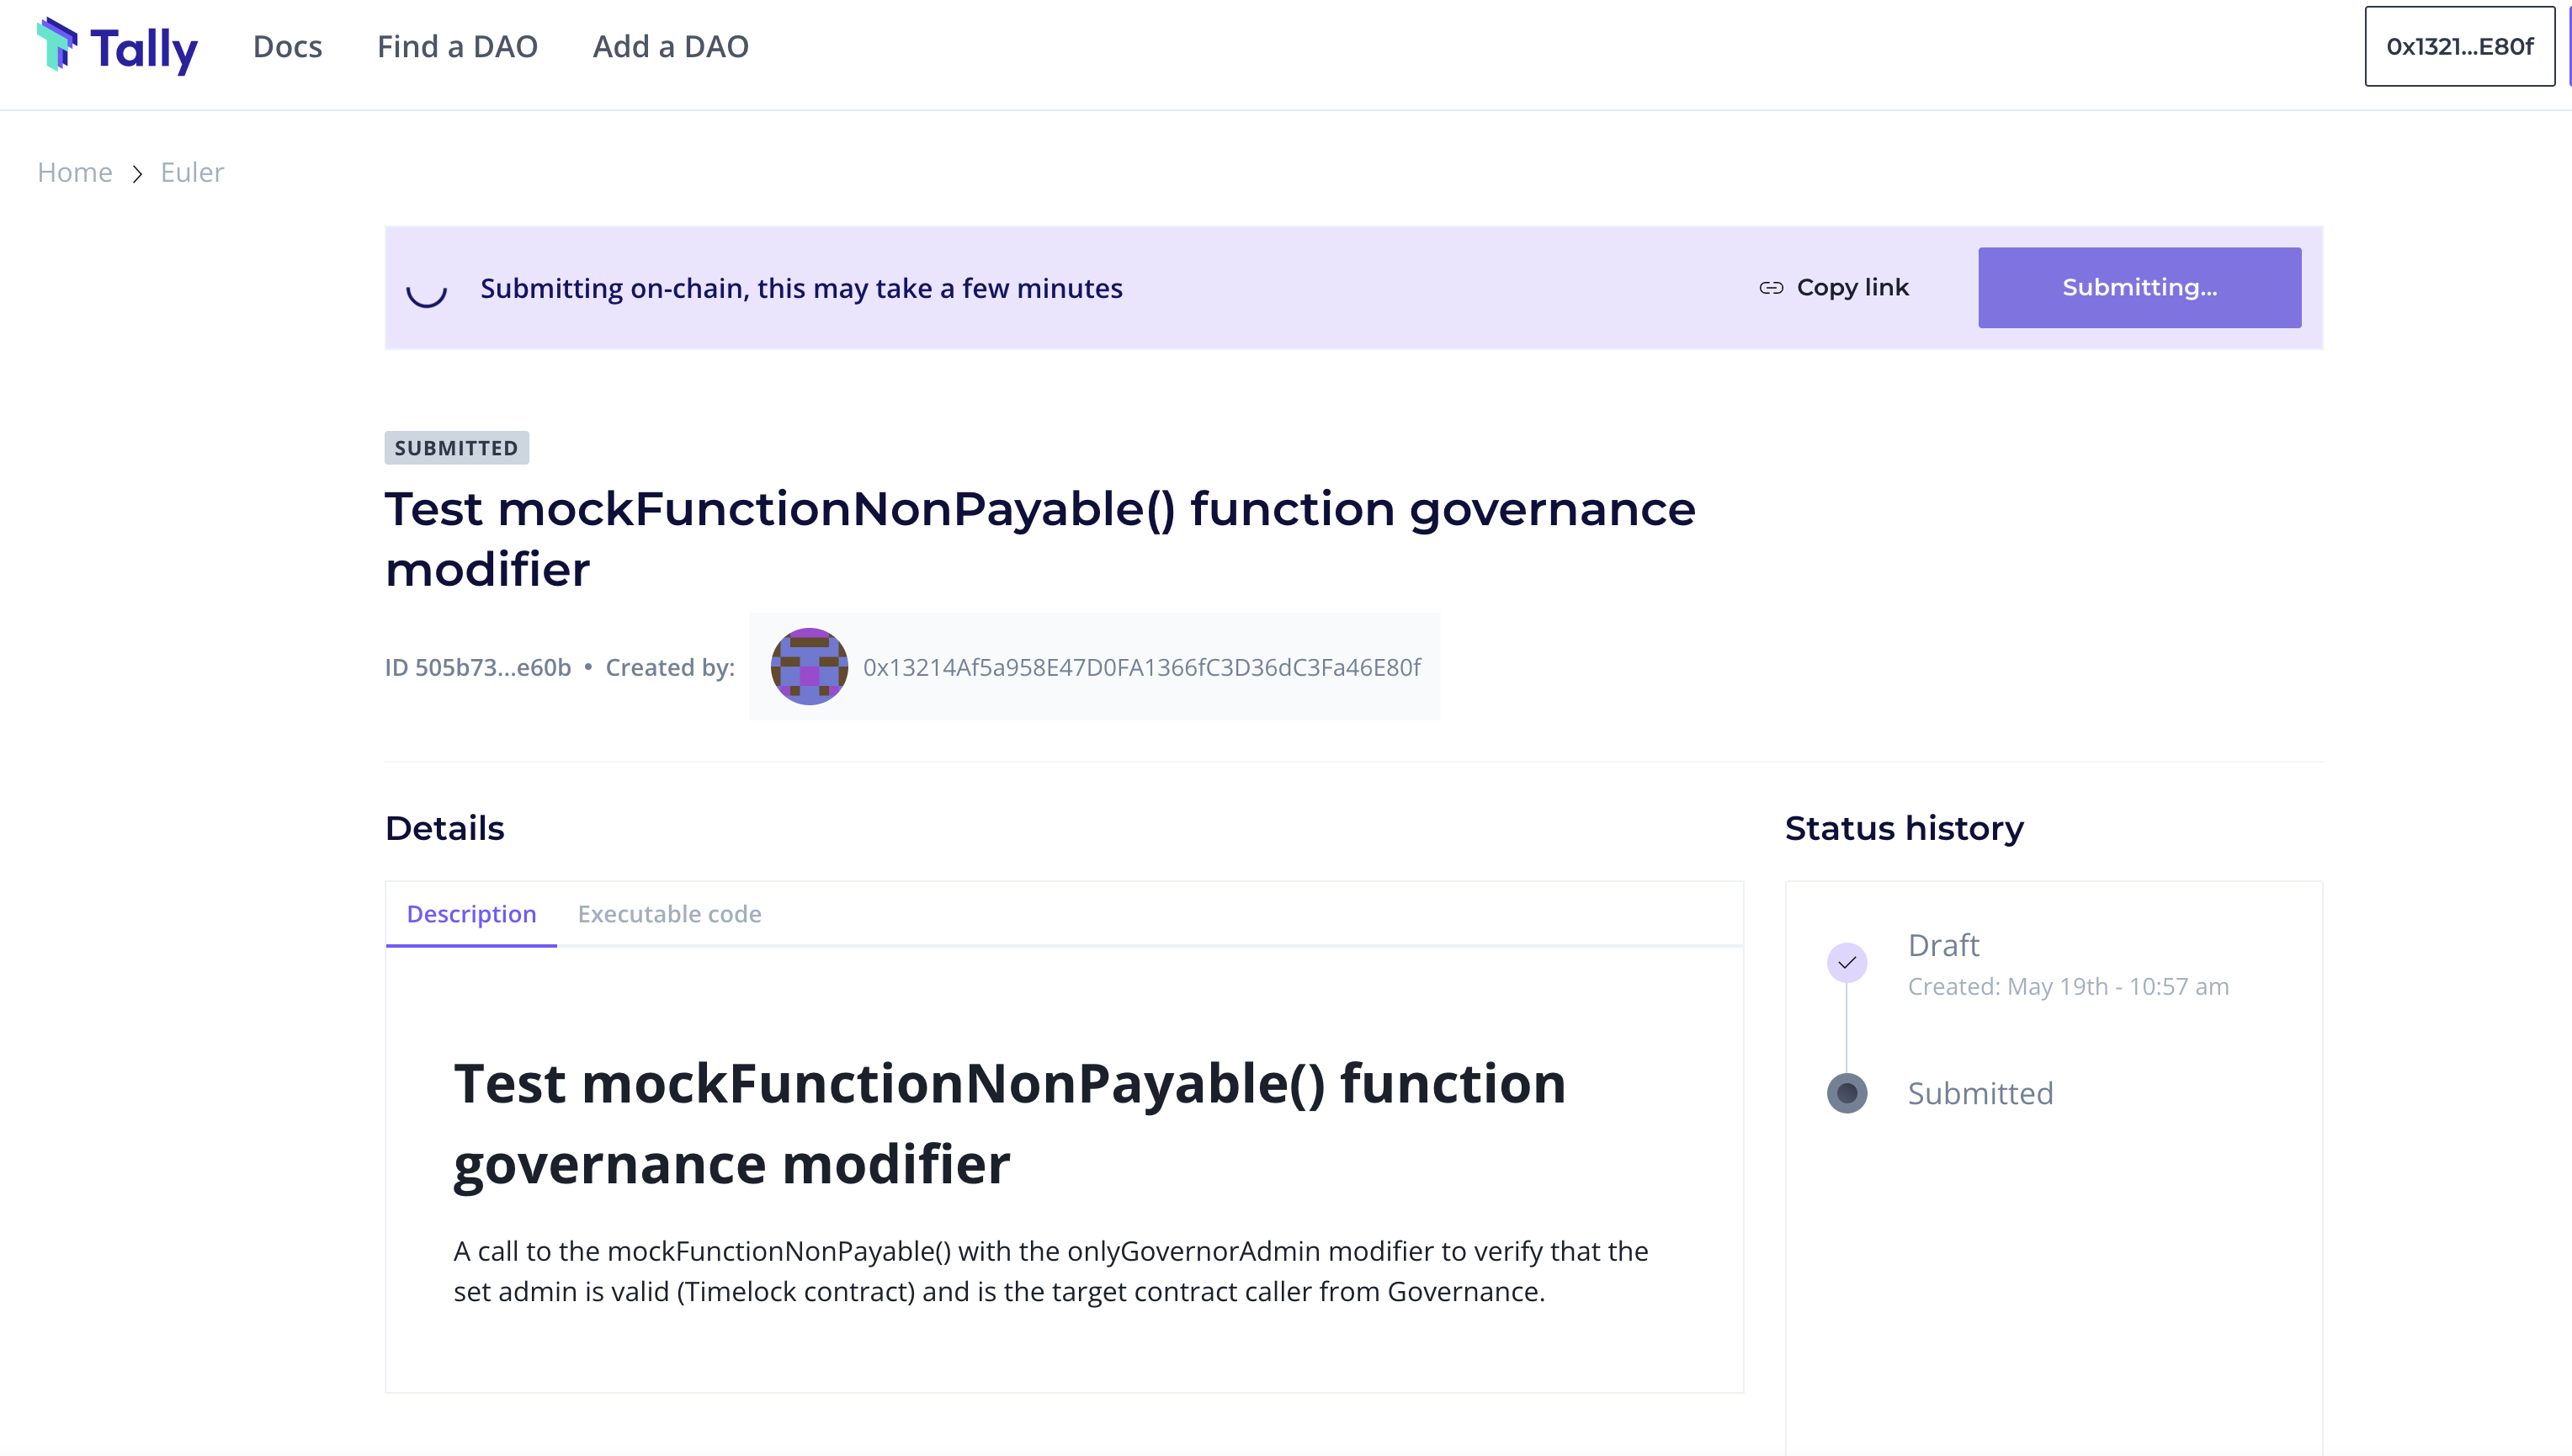 Tally
Docs
Find a DAO
Add a DAO
0x1321...E80f
Home
Euler
Submitting on-chain, this may take a few minutes
Copy link
Submitting...
SUBMITTED
Test mockFunctionNonPayable() function governance
modifier
ID 505b73...e60b • Created by:
0x13214Af5a958E47D0FA1366fC3D36dC3Fa46E80f
Details
Description
Executable code
Test mockFunctionNonPayable() function
governance modifier
A call to the mockFunctionNonPayable() with the onlyGovernorAdmin modifier to verify that the
set admin is valid (Timelock contract) and is the target contract caller from Governance.
Status history
Draft
Created: May 19th - 10:57 am
Submitted